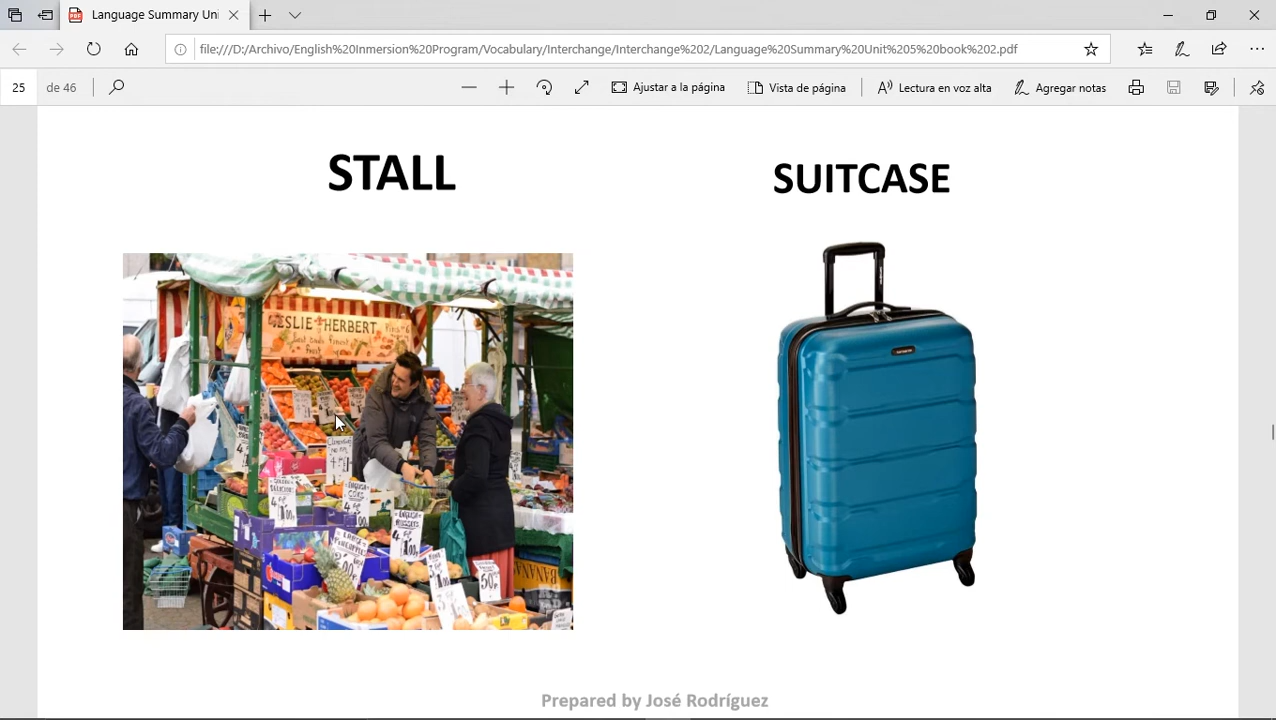 Language Summary Uni
file:///D:/Archivo/English%20Inmersion%20Program/Vocabulary/Interchange/Interchange%202/Language%20Summary%20Unit%205%20book%202.pdf
25 de 46
Ajustar a la página
Vista de página
Lectura en voz alta
Agregar notas
STALL
SUITCASE
ESLIE HERBERT
Prepared by José Rodríguez